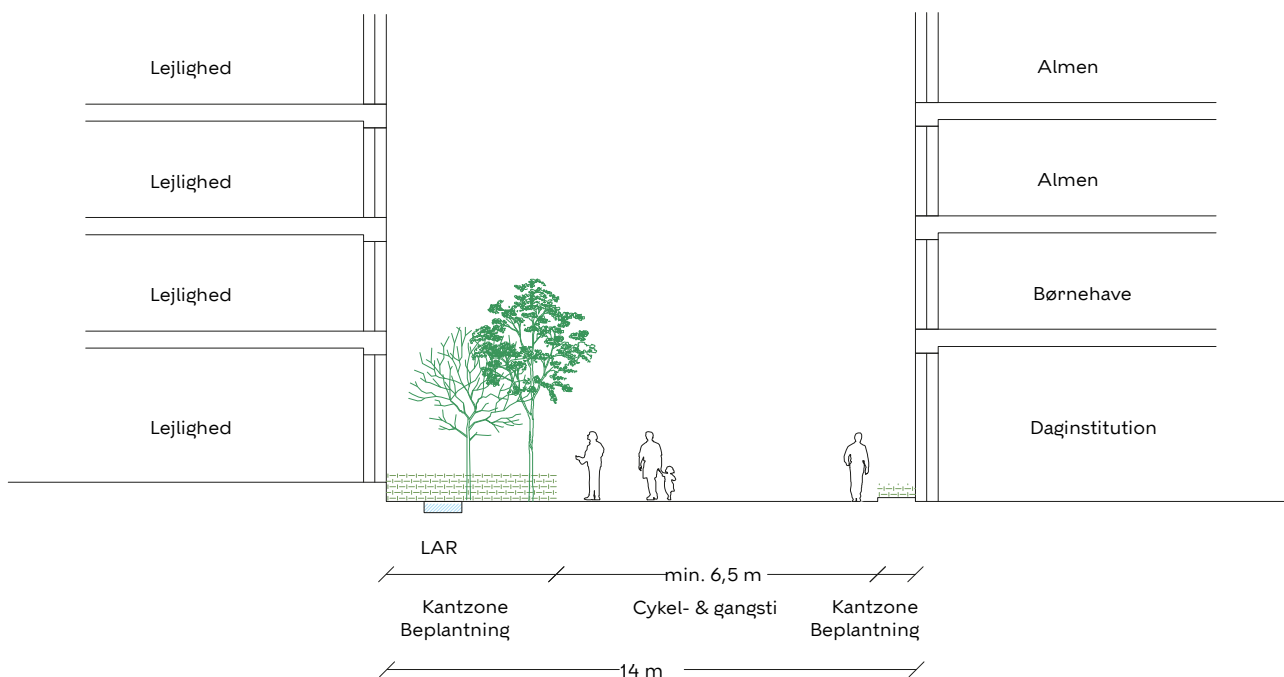 Lejlighed
Almen
Lejlighed
Almen
Lejlighed
Børnehave
Lejlighed
Daginstitution
LAR
min. 6,5 m
Kantzone
Beplantning
Cykel- & gangsti
Kantzone
Beplantning
14 m